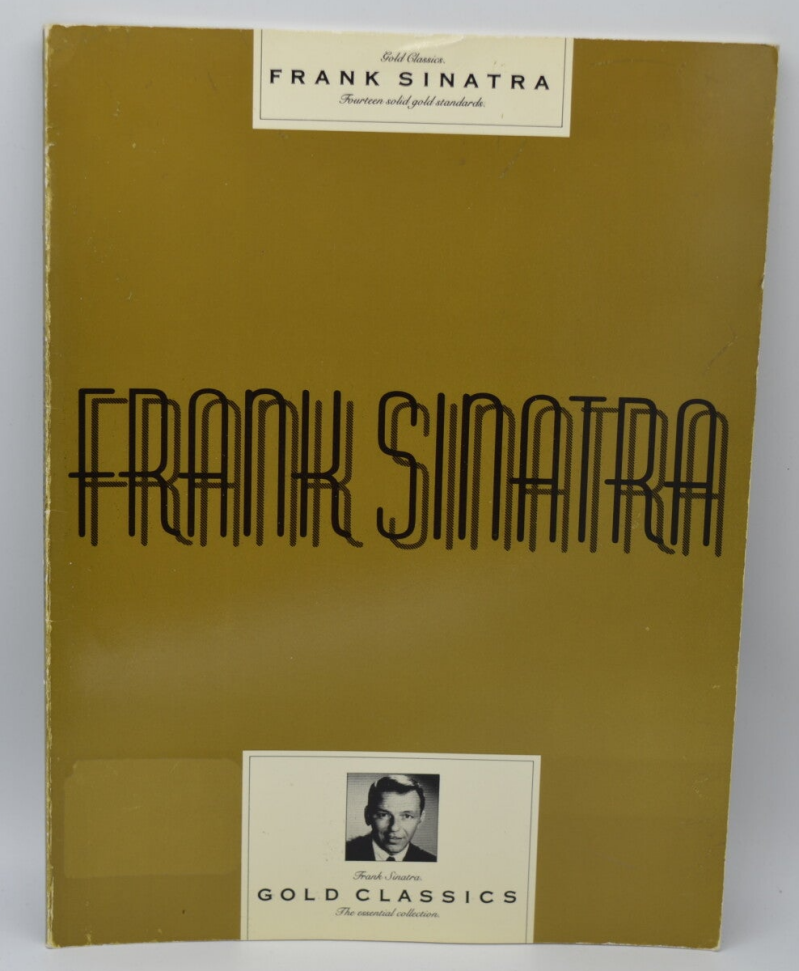 Gold Classics.
FRANK SINATRA
Fourteen solid gold standards.
FRANK SINATRA
Frank Sinatra.
GOLD CLASSICS
The essential collection.